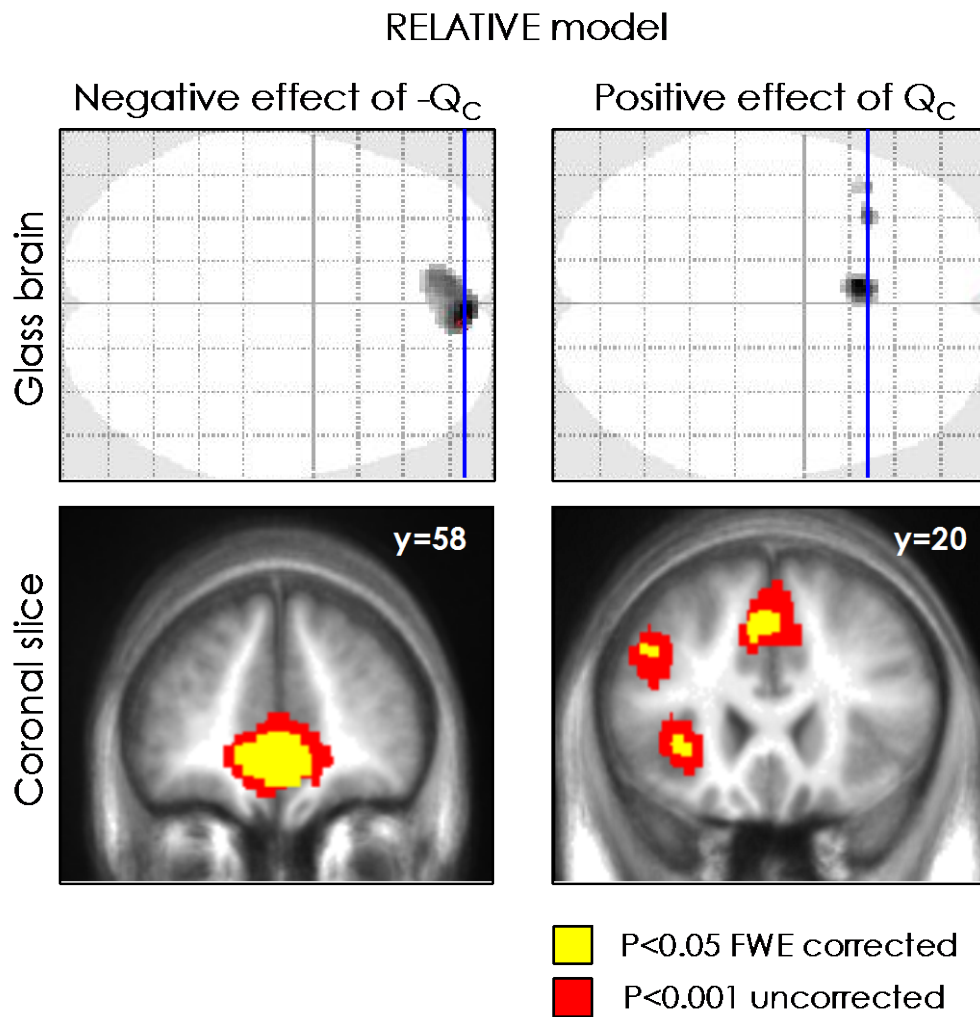 RELATIVE model
Negative effect of -Q_C
Positive effect of Q_C
Glass brain
Coronal slice
y=58
y=20
P<0.05 FWE corrected
P<0.001 uncorrected